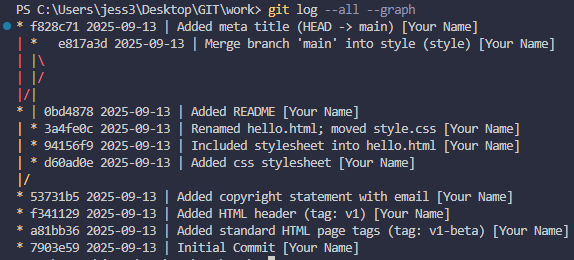 PS C:\Users\jess3\Desktop\GIT\work> git log --all --graph
* f828c71 2025-09-13 | Added meta title (HEAD -> main) [Your Name]
| *   e817a3d 2025-09-13 | Merge branch 'main' into style (style) [Your Name]
| |\
| |/
|/|
* | 0bd4878 2025-09-13 | Added README [Your Name]
| * 3a4fe0c 2025-09-13 | Renamed hello.html; moved style.css [Your Name]
| * 94156f9 2025-09-13 | Included stylesheet into hello.html [Your Name]
| * d60ad0e 2025-09-13 | Added css stylesheet [Your Name]
|/
* 53731b5 2025-09-13 | Added copyright statement with email [Your Name]
* f341129 2025-09-13 | Added HTML header (tag: v1) [Your Name]
* a81bb36 2025-09-13 | Added standard HTML page tags (tag: v1-beta) [Your Name]
* 7903e59 2025-09-13 | Initial Commit [Your Name]